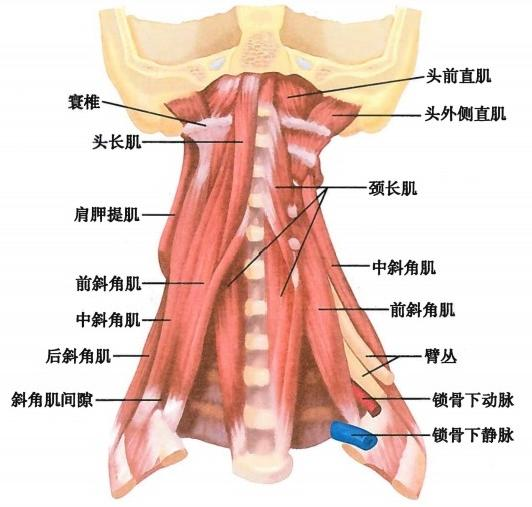 寰椎
头长肌
肩胛提肌
前斜角肌
中斜角肌
后斜角肌
斜角肌间隙
头前直肌
头外侧直肌
颈长肌
中斜角肌
前斜角肌
臂丛
锁骨下动脉
锁骨下静脉